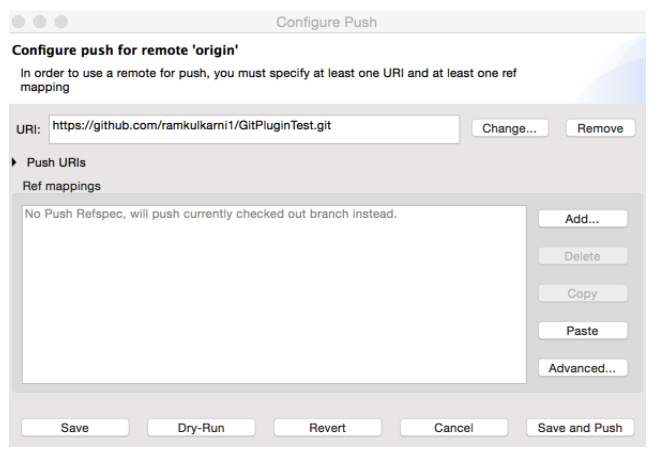 Configure Push
Configure push for remote 'origin'
In order to use a remote for push, you must specify at least one URI and at least one ref
mapping
URI: https://github.com/ramkulkarni1/GitPluginTest.git Change... Remove
Push URIs
Ref mappings
No Push Refspec, will push currently checked out branch instead.
Add...
Delete
Copy
Paste
Advanced...
Save Dry-Run Revert Cancel Save and Push